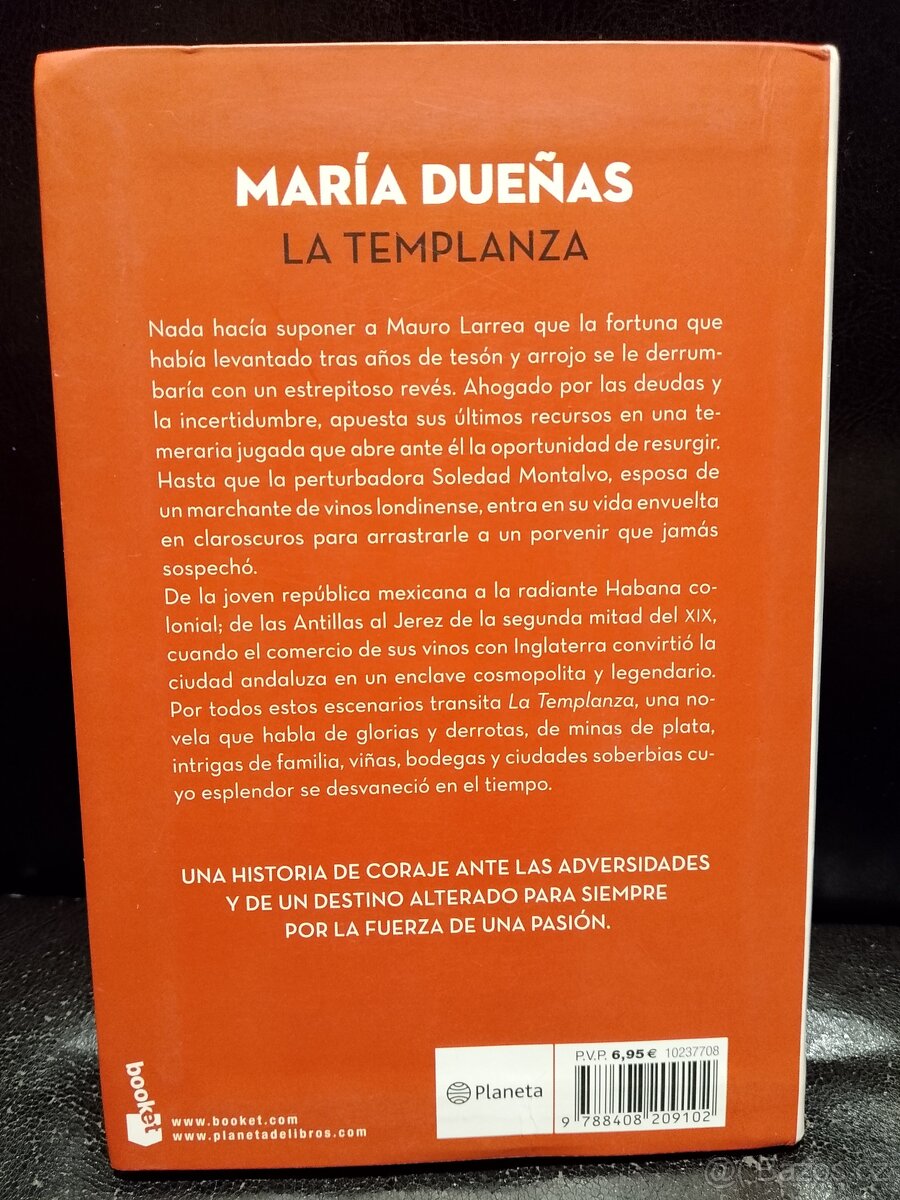 MARÍA DUEÑAS
LA TEMPLANZA
Nada hacía suponer a Mauro Larrea que la fortuna que
había levantado tras años de tesón y arrojo se le derrum-
baría con un estrepitoso revés. Ahogado por las deudas y
la incertidumbre, apuesta sus últimos recursos en una te-
meraria jugada que abre ante él la oportunidad de resurgir.
Hasta que la perturbadora Soledad Montalvo, esposa de
un marchante de vinos londinense, entra en su vida envuelta
en claroscuros para arrastrarle a un porvenir que jamás
sospechó.
De la joven república mexicana a la radiante Habana co-
lonial; de las Antillas al Jerez de la segunda mitad del XIX,
cuando el comercio de sus vinos con Inglaterra convirtió la
ciudad andaluza en un enclave cosmopolita y legendario.
Por todos estos escenarios transita La Templanza, una no-
vela que habla de glorias y derrotas, de minas de plata,
intrigas de familia, viñas, bodegas y ciudades soberbias cu-
yo esplendor se desvaneció en el tiempo.
UNA HISTORIA DE CORAJE ANTE LAS ADVERSIDADES
Y DE UN DESTINO ALTERADO PARA SIEMPRE
POR LA FUERZA DE UNA PASIÓN.
booket
www.booket.com
www.planetadelibros.com
Planeta
P.V.P. 6,95 € 10237708
9 788408 209102